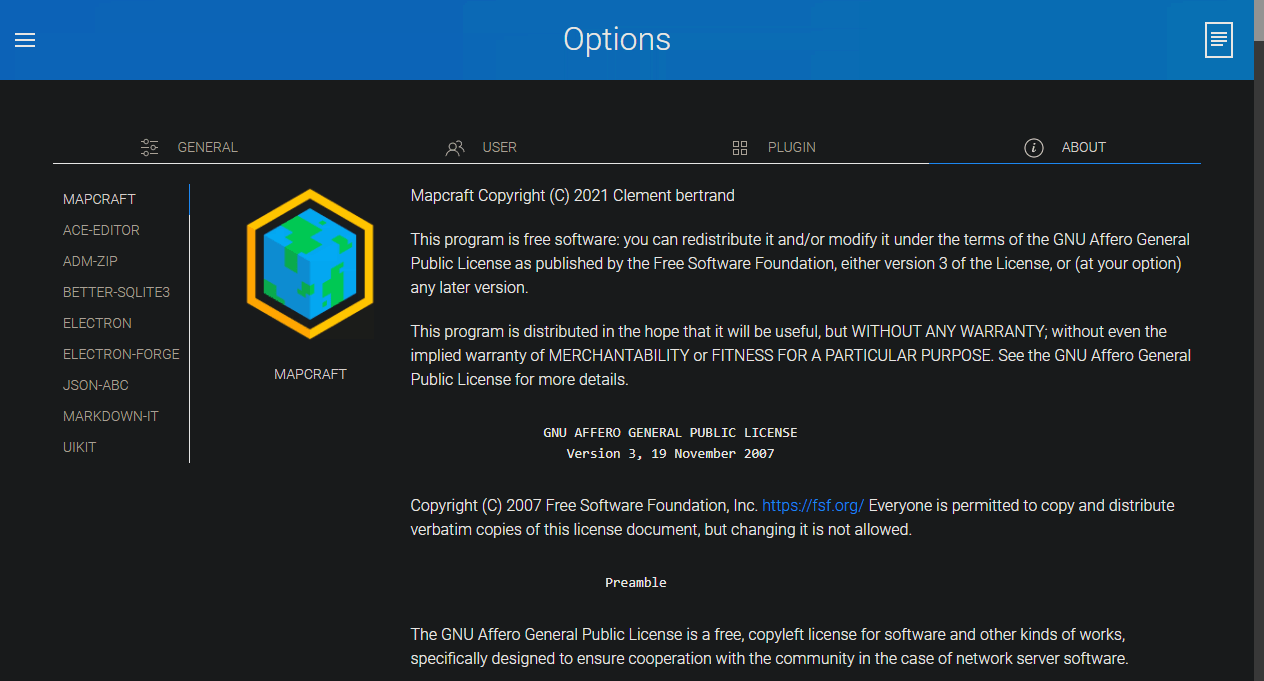 Options
GENERAL
USER
PLUGIN
ABOUT
MAPCRAFT
ACE-EDITOR
ADM-ZIP
BETTER-SQLITE3
ELECTRON
ELECTRON-FORGE
JSON-ABC
MARKDOWN-IT
UIKIT
MAPCRAFT
Mapcraft Copyright (C) 2021 Clement bertrand
This program is free software: you can redistribute it and/or modify it under the terms of the GNU Affero General
Public License as published by the Free Software Foundation, either version 3 of the License, or (at your option)
any later version.
This program is distributed in the hope that it will be useful, but WITHOUT ANY WARRANTY; without even the
implied warranty of MERCHANTABILITY or FITNESS FOR A PARTICULAR PURPOSE. See the GNU Affero General
Public License for more details.
GNU AFFERO GENERAL PUBLIC LICENSE
Version 3, 19 November 2007
Copyright (C) 2007 Free Software Foundation, Inc. https://fsf.org/ Everyone is permitted to copy and distribute
verbatim copies of this license document, but changing it is not allowed.
Preamble
The GNU Affero General Public License is a free, copyleft license for software and other kinds of works,
specifically designed to ensure cooperation with the community in the case of network server software.